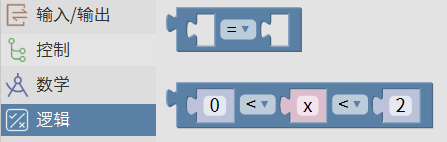 输入/输出
控制
数学
逻辑
= ▾
0 < ▾ x < ▾ 2